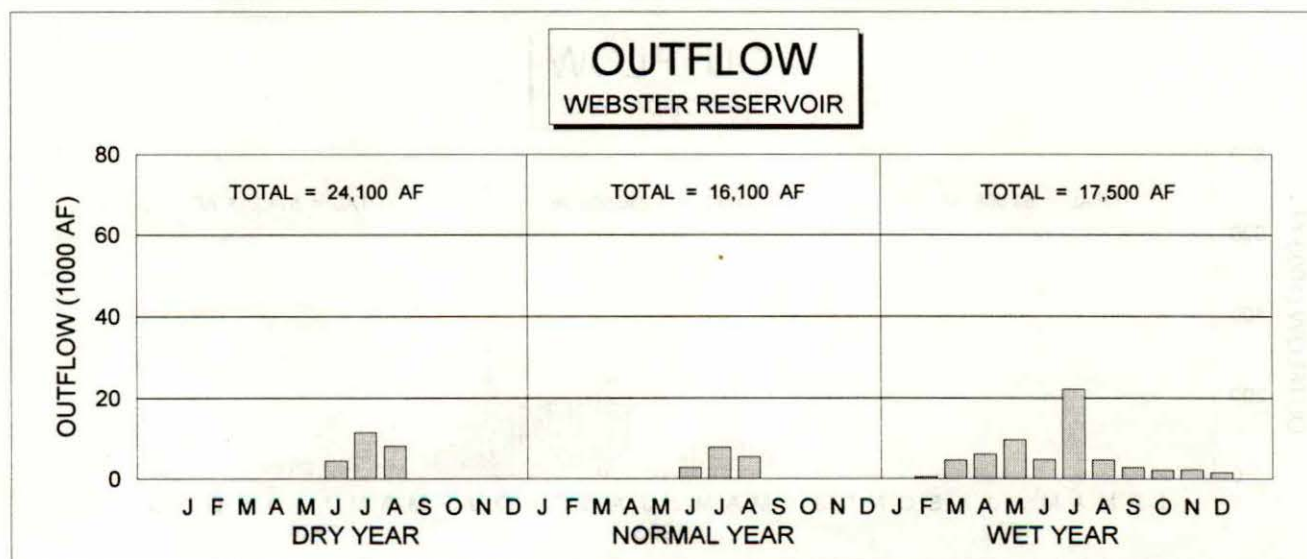 OUTFLOW
WEBSTER RESERVOIR
OUTFLOW (1000 AF)
80
60
40
20
0
TOTAL = 24,100 AF
TOTAL = 16,100 AF
TOTAL = 17,500 AF
J F M A M J J A S O N D J F M A M J J A S O N D J F M A M J J A S O N D
DRY YEAR NORMAL YEAR WET YEAR